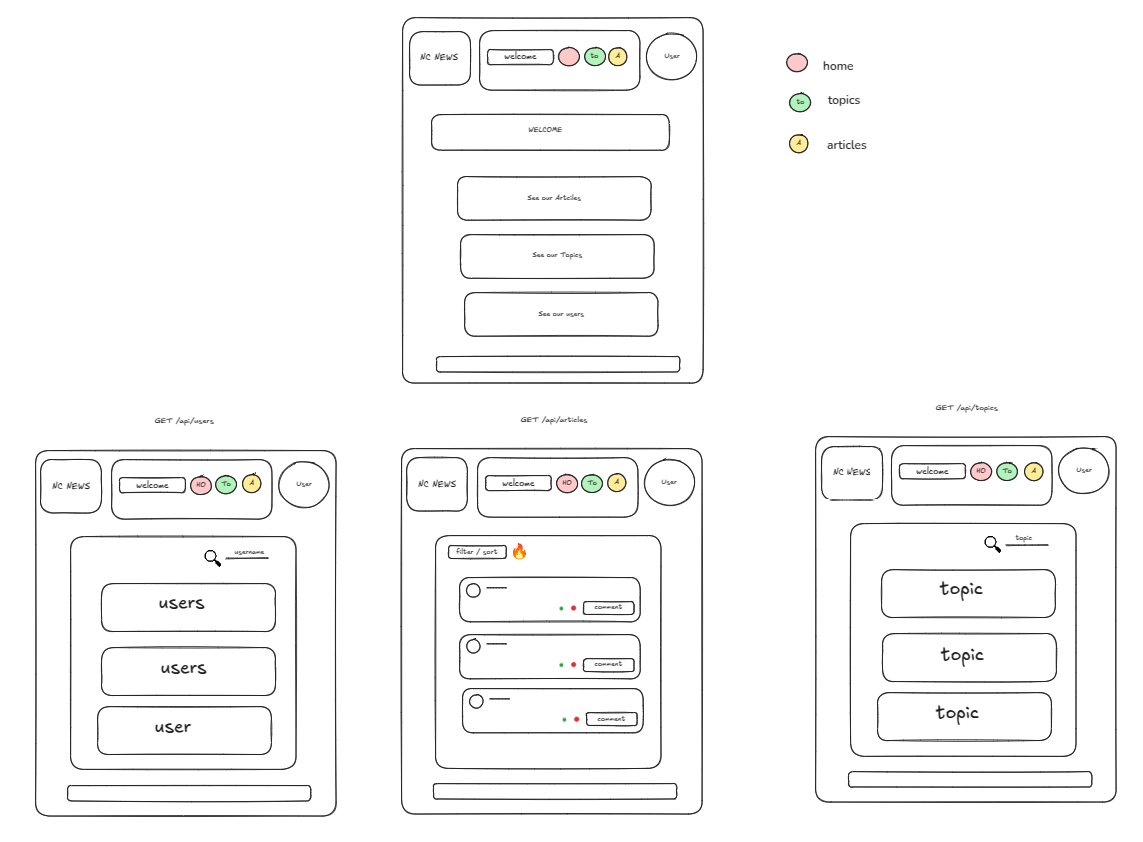 NC NEWS
welcome
to
A
User
home
to
topics
A
articles
WELCOME
See our Artciles
See our Topics
See our users
GET /api/users
GET /api/articles
GET /api/topics
NC NEWS
welcome
HO
To
A
User
username
users
users
user
NC NEWS
welcome
HO
To
A
User
filter / sort
comment
comment
comment
NC NEWS
welcome
HO
To
A
User
topic
topic
topic
topic